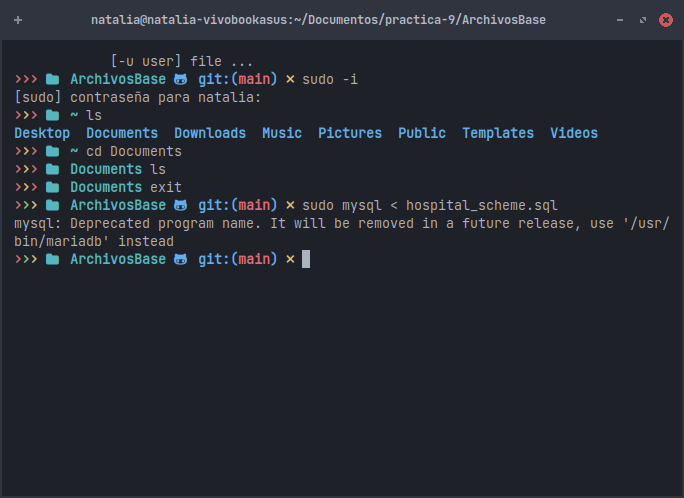 natalia@natalia-vivobookasus:~/Documentos/practica-9/ArchivosBase
[-u user] file ...
››› ArchivosBase git:(main) × sudo -i
[sudo] contraseña para natalia:
››› ~ ls
Desktop Documents Downloads Music Pictures Public Templates Videos
››› ~ cd Documents
››› Documents ls
››› Documents exit
››› ArchivosBase git:(main) × sudo mysql < hospital_scheme.sql
mysql: Deprecated program name. It will be removed in a future release, use '/usr/
bin/mariadb' instead
››› ArchivosBase git:(main) ×